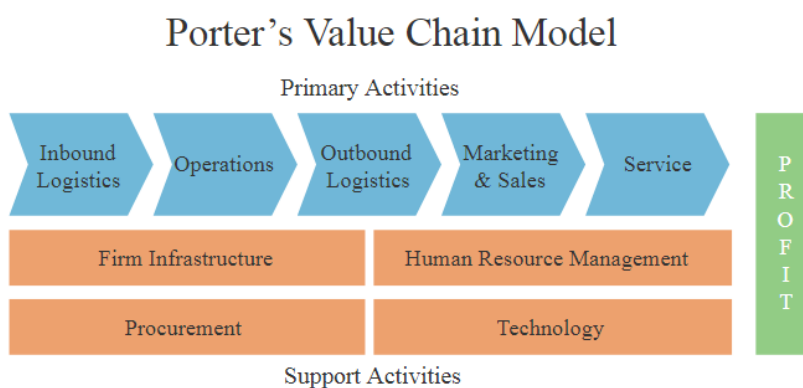 Porter's Value Chain Model
Primary Activities
Inbound
Logistics
Operations
Outbound
Logistics
Marketing
& Sales
Service
PROFIT
Firm Infrastructure
Human Resource Management
Procurement
Technology
Support Activities